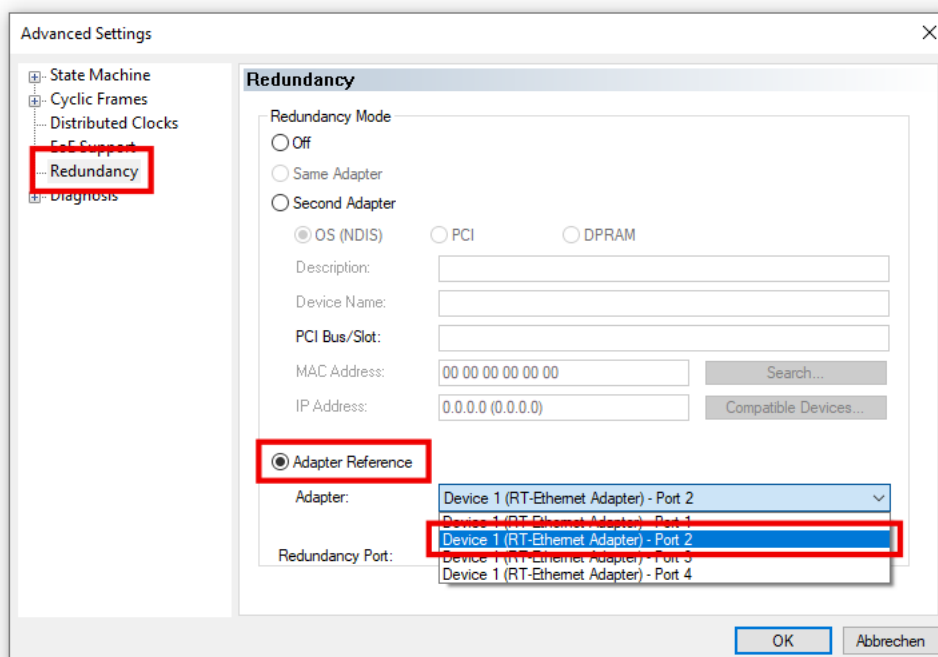 Advanced Settings
State Machine
Cyclic Frames
Distributed Clocks
EoE Support
Redundancy
Diagnosis
Redundancy
Redundancy Mode
Off
Same Adapter
Second Adapter
OS (NDIS) PCI DPRAM
Description:
Device Name:
PCI Bus/Slot:
MAC Address: 00 00 00 00 00 00 Search...
IP Address: 0.0.0.0 (0.0.0.0) Compatible Devices...
Adapter Reference
Adapter: Device 1 (RT-Ethernet Adapter) - Port 2
Device 1 (RT-Ethernet Adapter) - Port 1
Device 1 (RT-Ethernet Adapter) - Port 2
Redundancy Port: Device 1 (RT-Ethernet Adapter) - Port 3
Device 1 (RT-Ethernet Adapter) - Port 4
OK Abbrechen